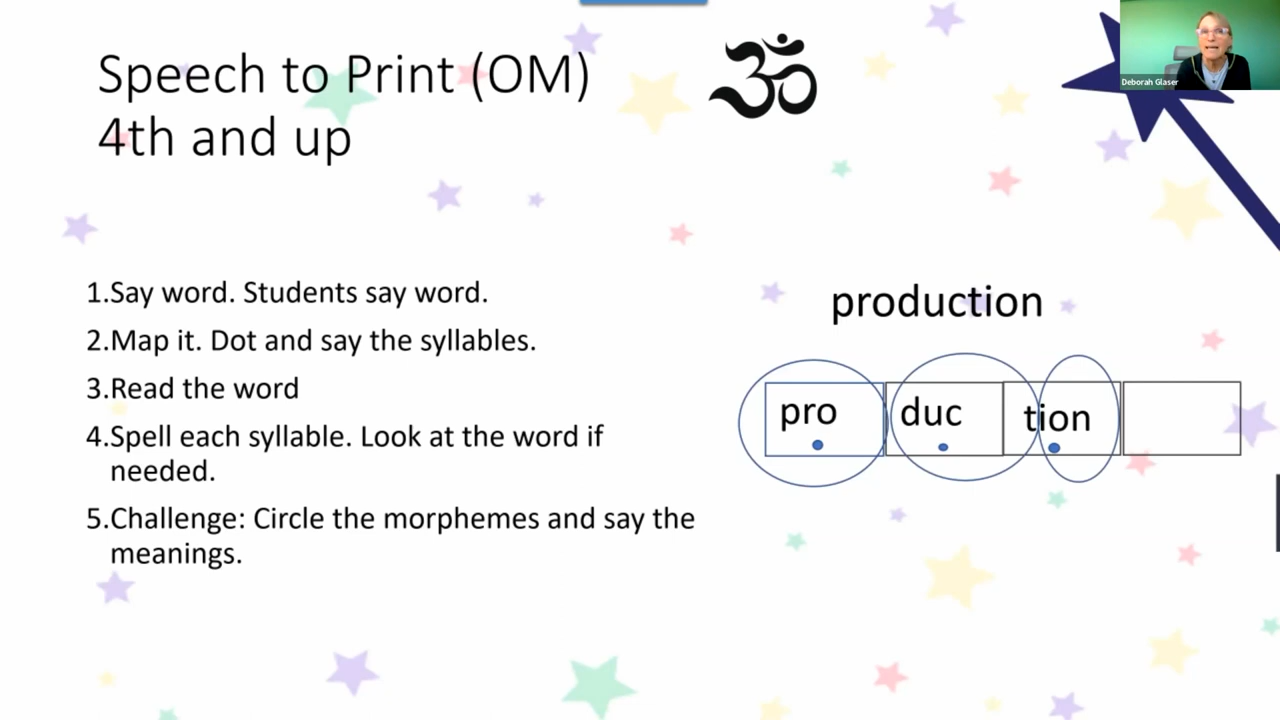 Speech to Print (OM)
4th and up
ॐ
Deborah Glaser
1.Say word. Students say word.
2.Map it. Dot and say the syllables.
3.Read the word
4.Spell each syllable. Look at the word if
needed.
5.Challenge: Circle the morphemes and say the
meanings.
production
pro duc tion